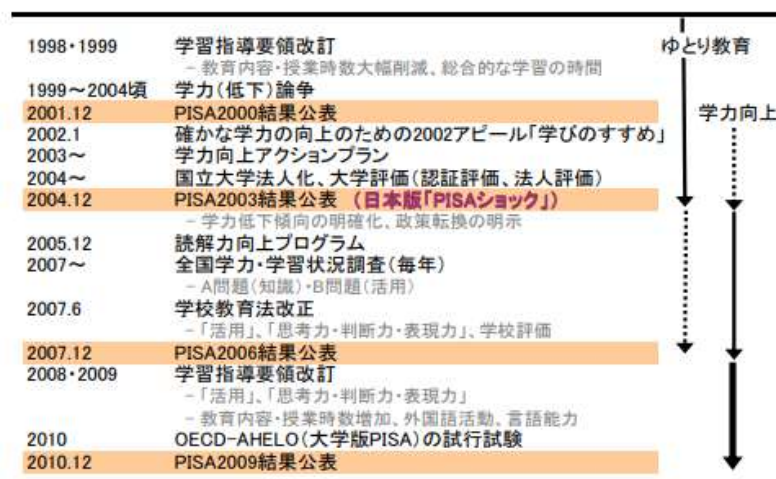 1998・1999 学習指導要領改訂
ゆとり教育
- 教育内容・授業時数大幅削減、総合的な学習の時間
1999～2004頃 学力(低下)論争
2001.12 PISA2000結果公表
学力向上
2002.1 確かな学力の向上のための2002アピール「学びのすすめ」
2003～ 学力向上アクションプラン
2004～ 国立大学法人化、大学評価(認証評価、法人評価)
2004.12 PISA2003結果公表 (日本版「PISAショック」)
- 学力低下傾向の明確化、政策転換の明示
2005.12 読解力向上プログラム
2007～ 全国学力・学習状況調査(毎年)
- A問題(知識)・B問題(活用)
2007.6 学校教育法改正
- 「活用」、「思考力・判断力・表現力」、学校評価
2007.12 PISA2006結果公表
2008・2009 学習指導要領改訂
- 「活用」、「思考力・判断力・表現力」
- 教育内容・授業時数増加、外国語活動、言語能力
2010 OECD-AHELO(大学版PISA)の試行試験
2010.12 PISA2009結果公表